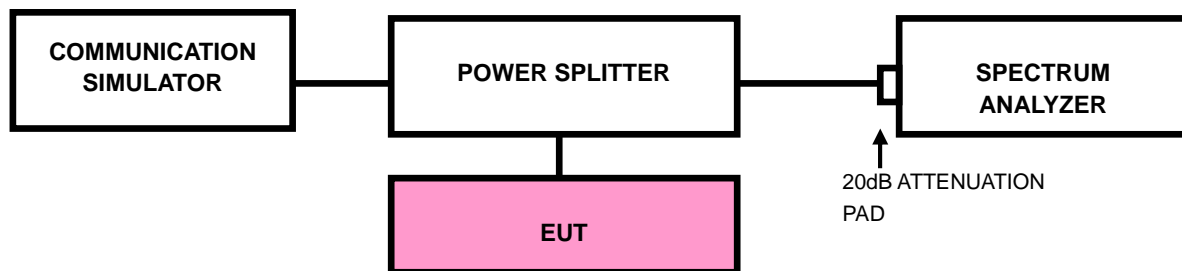 COMMUNICATION
SIMULATOR
POWER SPLITTER
SPECTRUM
ANALYZER
20dB ATTENUATION
PAD
EUT